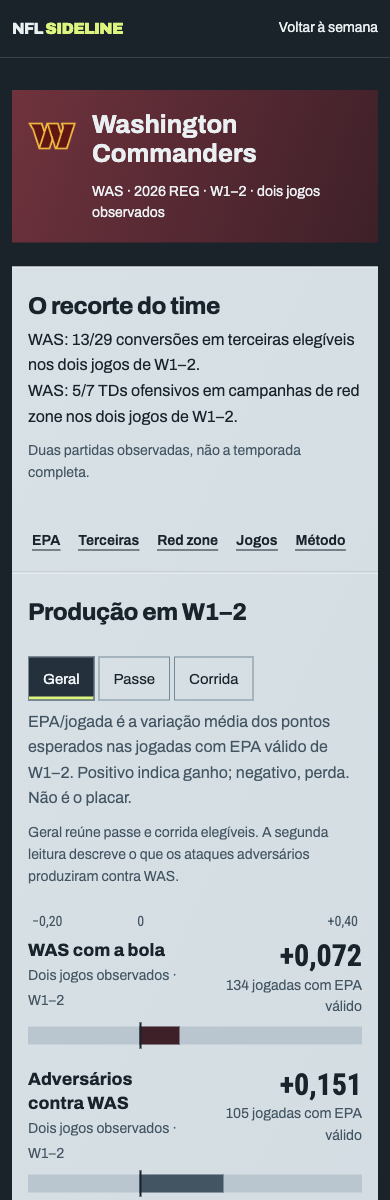 NFL SIDELINE
Voltar à semana
Washington
Commanders
WAS · 2026 REG · W1–2 · dois jogos
observados
O recorte do time
WAS: 13/29 conversões em terceiras elegíveis
nos dois jogos de W1–2.
WAS: 5/7 TDs ofensivos em campanhas de red
zone nos dois jogos de W1–2.
Duas partidas observadas, não a temporada
completa.
EPA Terceiras Red zone Jogos Método
Produção em W1–2
Geral Passe Corrida
EPA/jogada é a variação média dos pontos
esperados nas jogadas com EPA válido de
W1–2. Positivo indica ganho; negativo, perda.
Não é o placar.
Geral reúne passe e corrida elegíveis. A segunda
leitura descreve o que os ataques adversários
produziram contra WAS.
−0,20 0 +0,40
WAS com a bola
Dois jogos observados ·
W1–2
+0,072
134 jogadas com EPA
válido
Adversários
contra WAS
Dois jogos observados ·
W1–2
+0,151
105 jogadas com EPA
válido